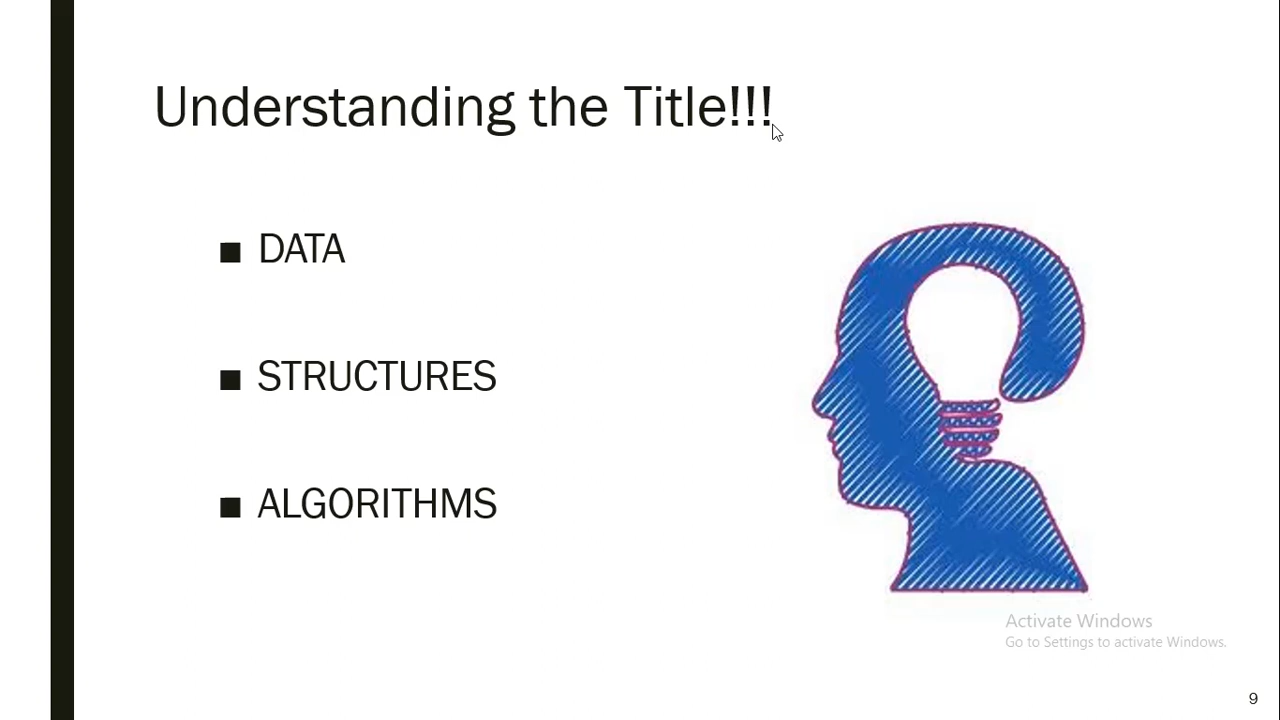 Understanding the Title!!!
■ DATA
■ STRUCTURES
■ ALGORITHMS
Activate Windows
Go to Settings to activate Windows.
9